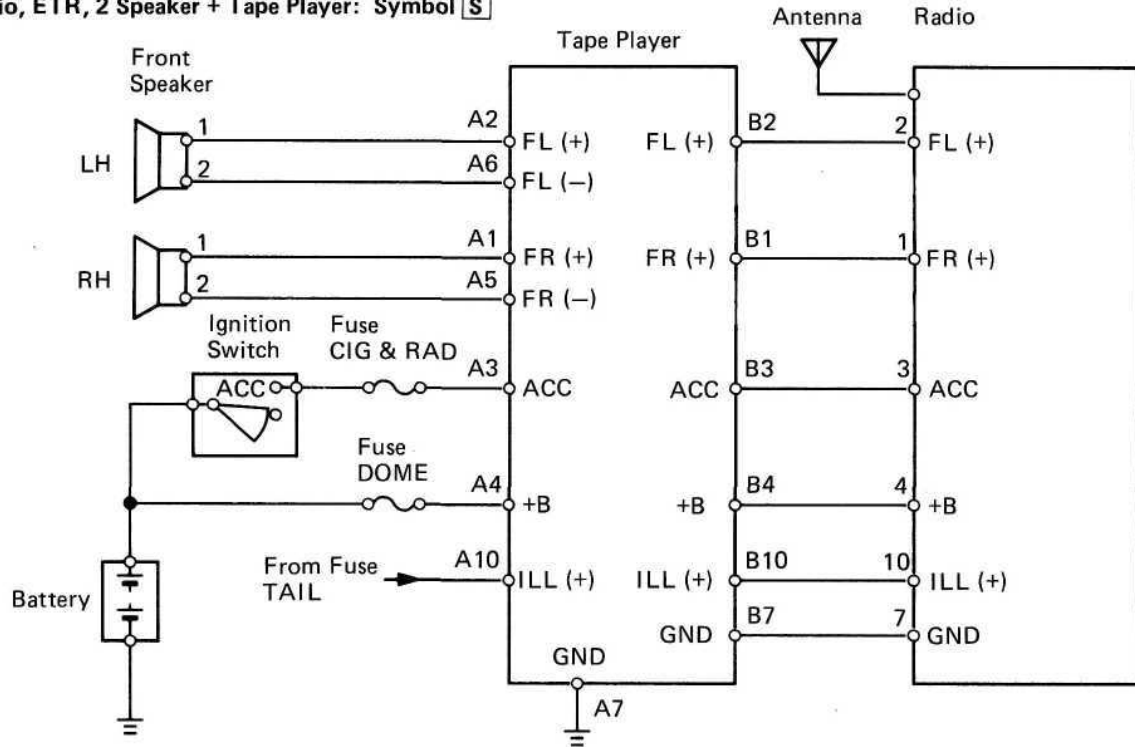 io, ETR, 2 Speaker + Tape Player: Symbol S
Antenna
Radio
Tape Player
Front
Speaker
LH
1
2
A2
FL (+)
A6
FL (−)
FL (+)
B2
2
FL (+)
RH
1
2
A1
FR (+)
A5
FR (−)
FR (+)
B1
1
FR (+)
Ignition
Switch
Fuse
CIG & RAD
ACC
A3
ACC
ACC
B3
3
ACC
Fuse
DOME
A4
+B
+B
B4
4
+B
From Fuse
TAIL
A10
ILL (+)
ILL (+)
B10
10
ILL (+)
Battery
GND
B7
7
GND
GND
A7